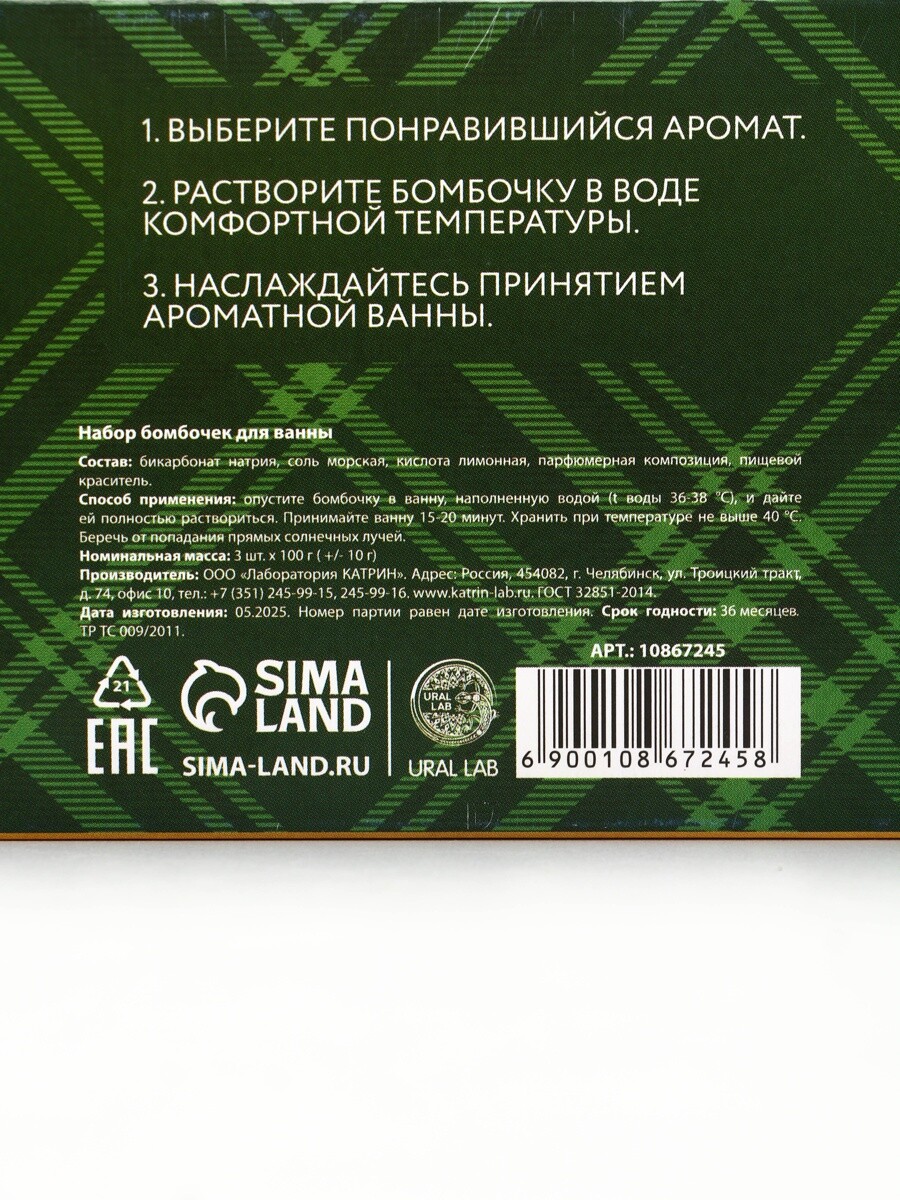 1. ВЫБЕРИТЕ ПОНРАВИВШИЙСЯ АРОМАТ.
2. РАСТВОРИТЕ БОМБОЧКУ В ВОДЕ
КОМФОРТНОЙ ТЕМПЕРАТУРЫ.
3. НАСЛАЖДАЙТЕСЬ ПРИНЯТИЕМ
АРОМАТНОЙ ВАННЫ.
Набор бомбочек для ванны
Состав: бикарбонат натрия, соль морская, кислота лимонная, парфюмерная композиция, пищевой
краситель.
Способ применения: опустите бомбочку в ванну, наполненную водой (t воды 36-38 °C), и дайте
ей полностью раствориться. Принимайте ванну 15-20 минут. Хранить при температуре не выше 40 °C.
Беречь от попадания прямых солнечных лучей.
Номинальная масса: 3 шт. x 100 г ( +/- 10 г)
Производитель: ООО «Лаборатория КАТРИН». Адрес: Россия, 454082, г. Челябинск, ул. Троицкий тракт,
д. 74, офис 10, тел.: +7 (351) 245-99-15, 245-99-16. www.katrin-lab.ru. ГОСТ 32851-2014.
Дата изготовления: 05.2025. Номер партии равен дате изготовления. Срок годности: 36 месяцев.
ТР ТС 009/2011.
АРТ.: 10867245
21
EAC
SIMA
LAND
SIMA-LAND.RU
URAL
LAB
URAL LAB
6 900108 672458